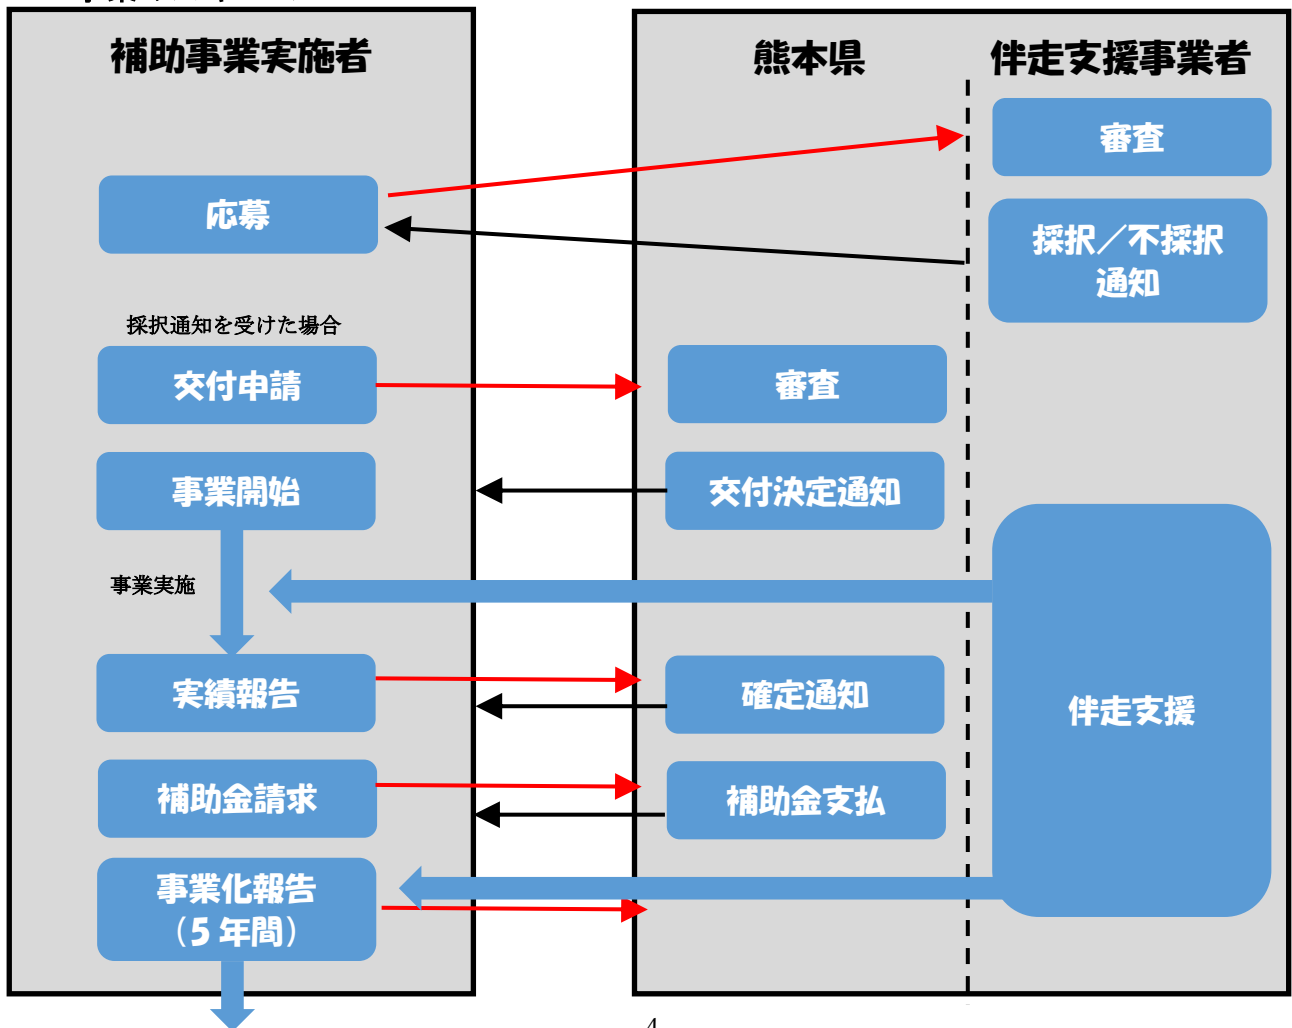 補助事業実施者
熊本県
伴走支援事業者
審査
応募
採択／不採択
通知
採択通知を受けた場合
交付申請
審査
事業開始
交付決定通知
事業実施
実績報告
確定通知
伴走支援
補助金請求
補助金支払
事業化報告
（5年間）